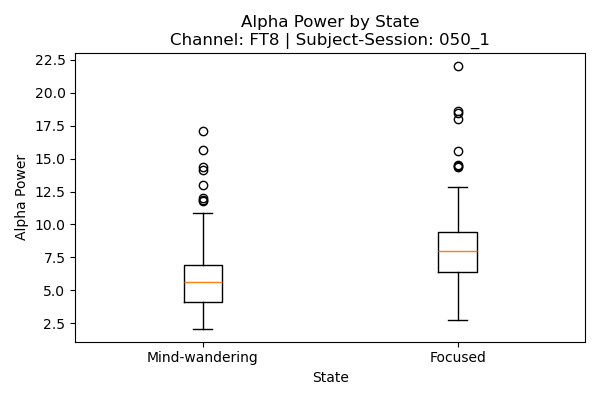 Alpha Power by State
Channel: FT8 | Subject-Session: 050_1
22.5
20.0
17.5
15.0
12.5
10.0
7.5
5.0
2.5
Alpha Power
Mind-wandering
Focused
State